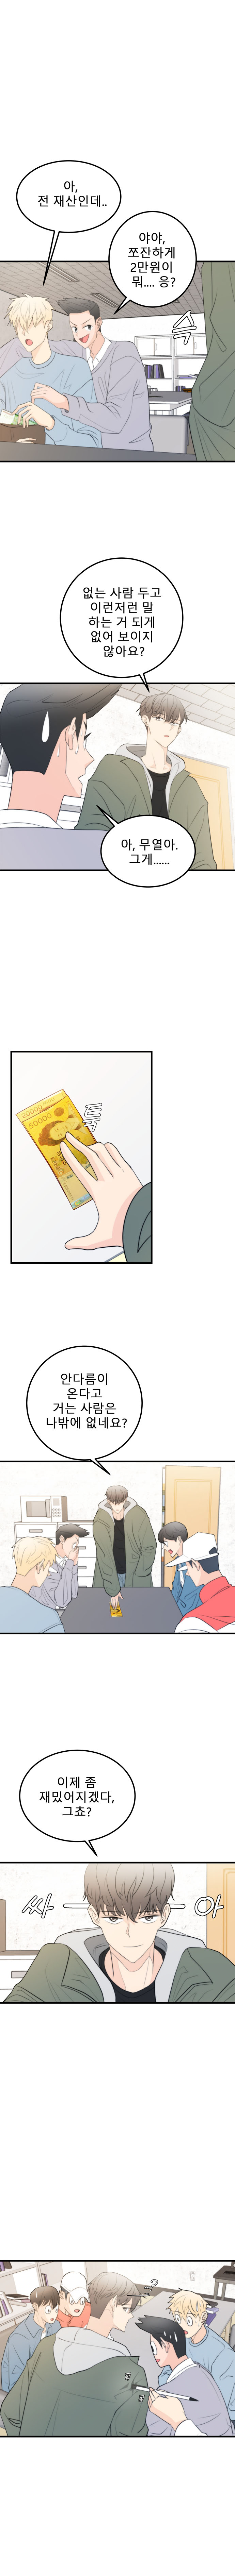 아,
전 재산인데..
야야,
쪼잔하게
2만원이
뭐.... 응?
슥
없는 사람 두고
이런저런 말
하는 거 되게
없어 보이지
않아요?
아, 무열아.
그게......
50000
툭
안다름이
온다고
거는 사람은
나밖에 없네요?
이제 좀
재밌어지겠다,
그쵸?
싸
아